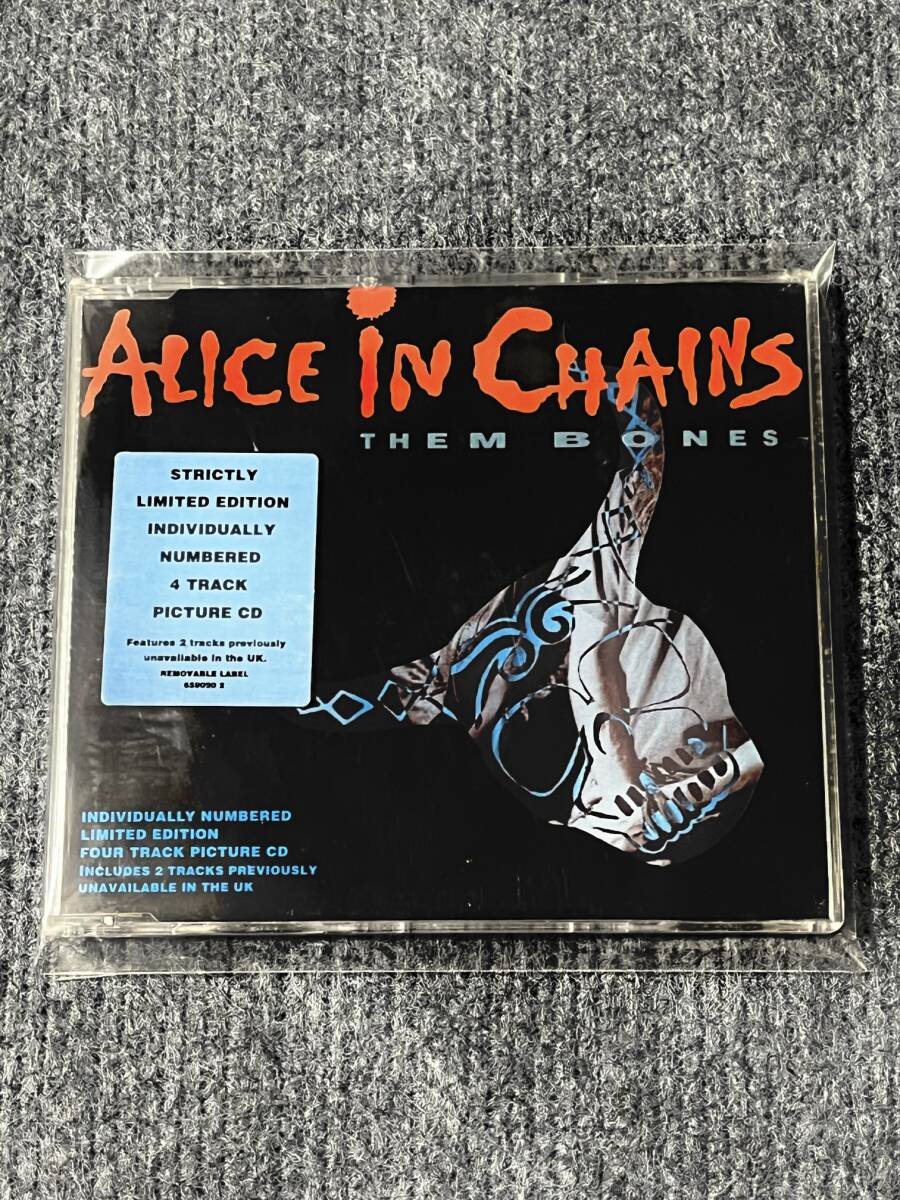 ALICE IN CHAINS
THEM BONES
STRICTLY
LIMITED EDITION
INDIVIDUALLY
NUMBERED
4 TRACK
PICTURE CD
Features 2 tracks previously
unavailable in the UK.
REMOVABLE LABEL
659090 2
INDIVIDUALLY NUMBERED
LIMITED EDITION
FOUR TRACK PICTURE CD
INCLUDES 2 TRACKS PREVIOUSLY
UNAVAILABLE IN THE UK